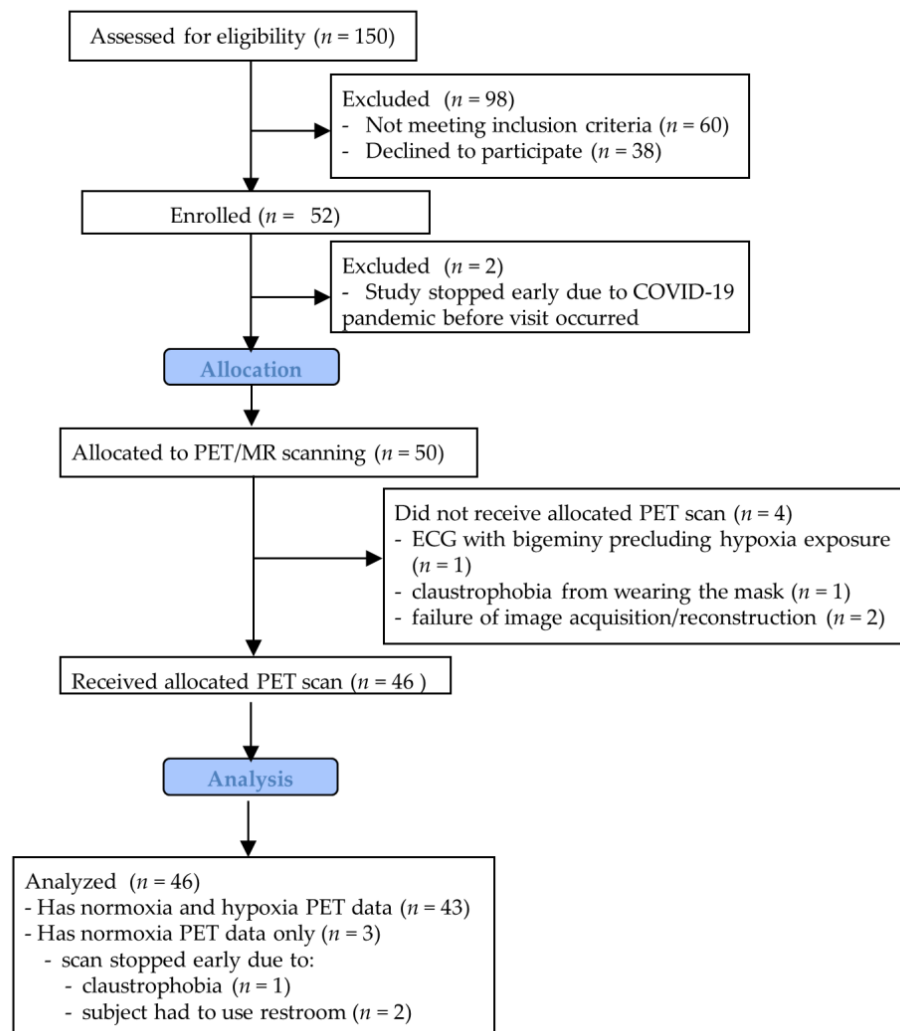 Assessed for eligibility (n = 150)
Excluded (n = 98)
- Not meeting inclusion criteria (n = 60)
- Declined to participate (n = 38)
Enrolled (n = 52)
Excluded (n = 2)
- Study stopped early due to COVID-19
pandemic before visit occurred
Allocation
Allocated to PET/MR scanning (n = 50)
Did not receive allocated PET scan (n = 4)
- ECG with bigeminy precluding hypoxia exposure
(n = 1)
- claustrophobia from wearing the mask (n = 1)
- failure of image acquisition/reconstruction (n = 2)
Received allocated PET scan (n = 46 )
Analysis
Analyzed (n = 46)
- Has normoxia and hypoxia PET data (n = 43)
- Has normoxia PET data only (n = 3)
- scan stopped early due to:
- claustrophobia (n = 1)
- subject had to use restroom (n = 2)